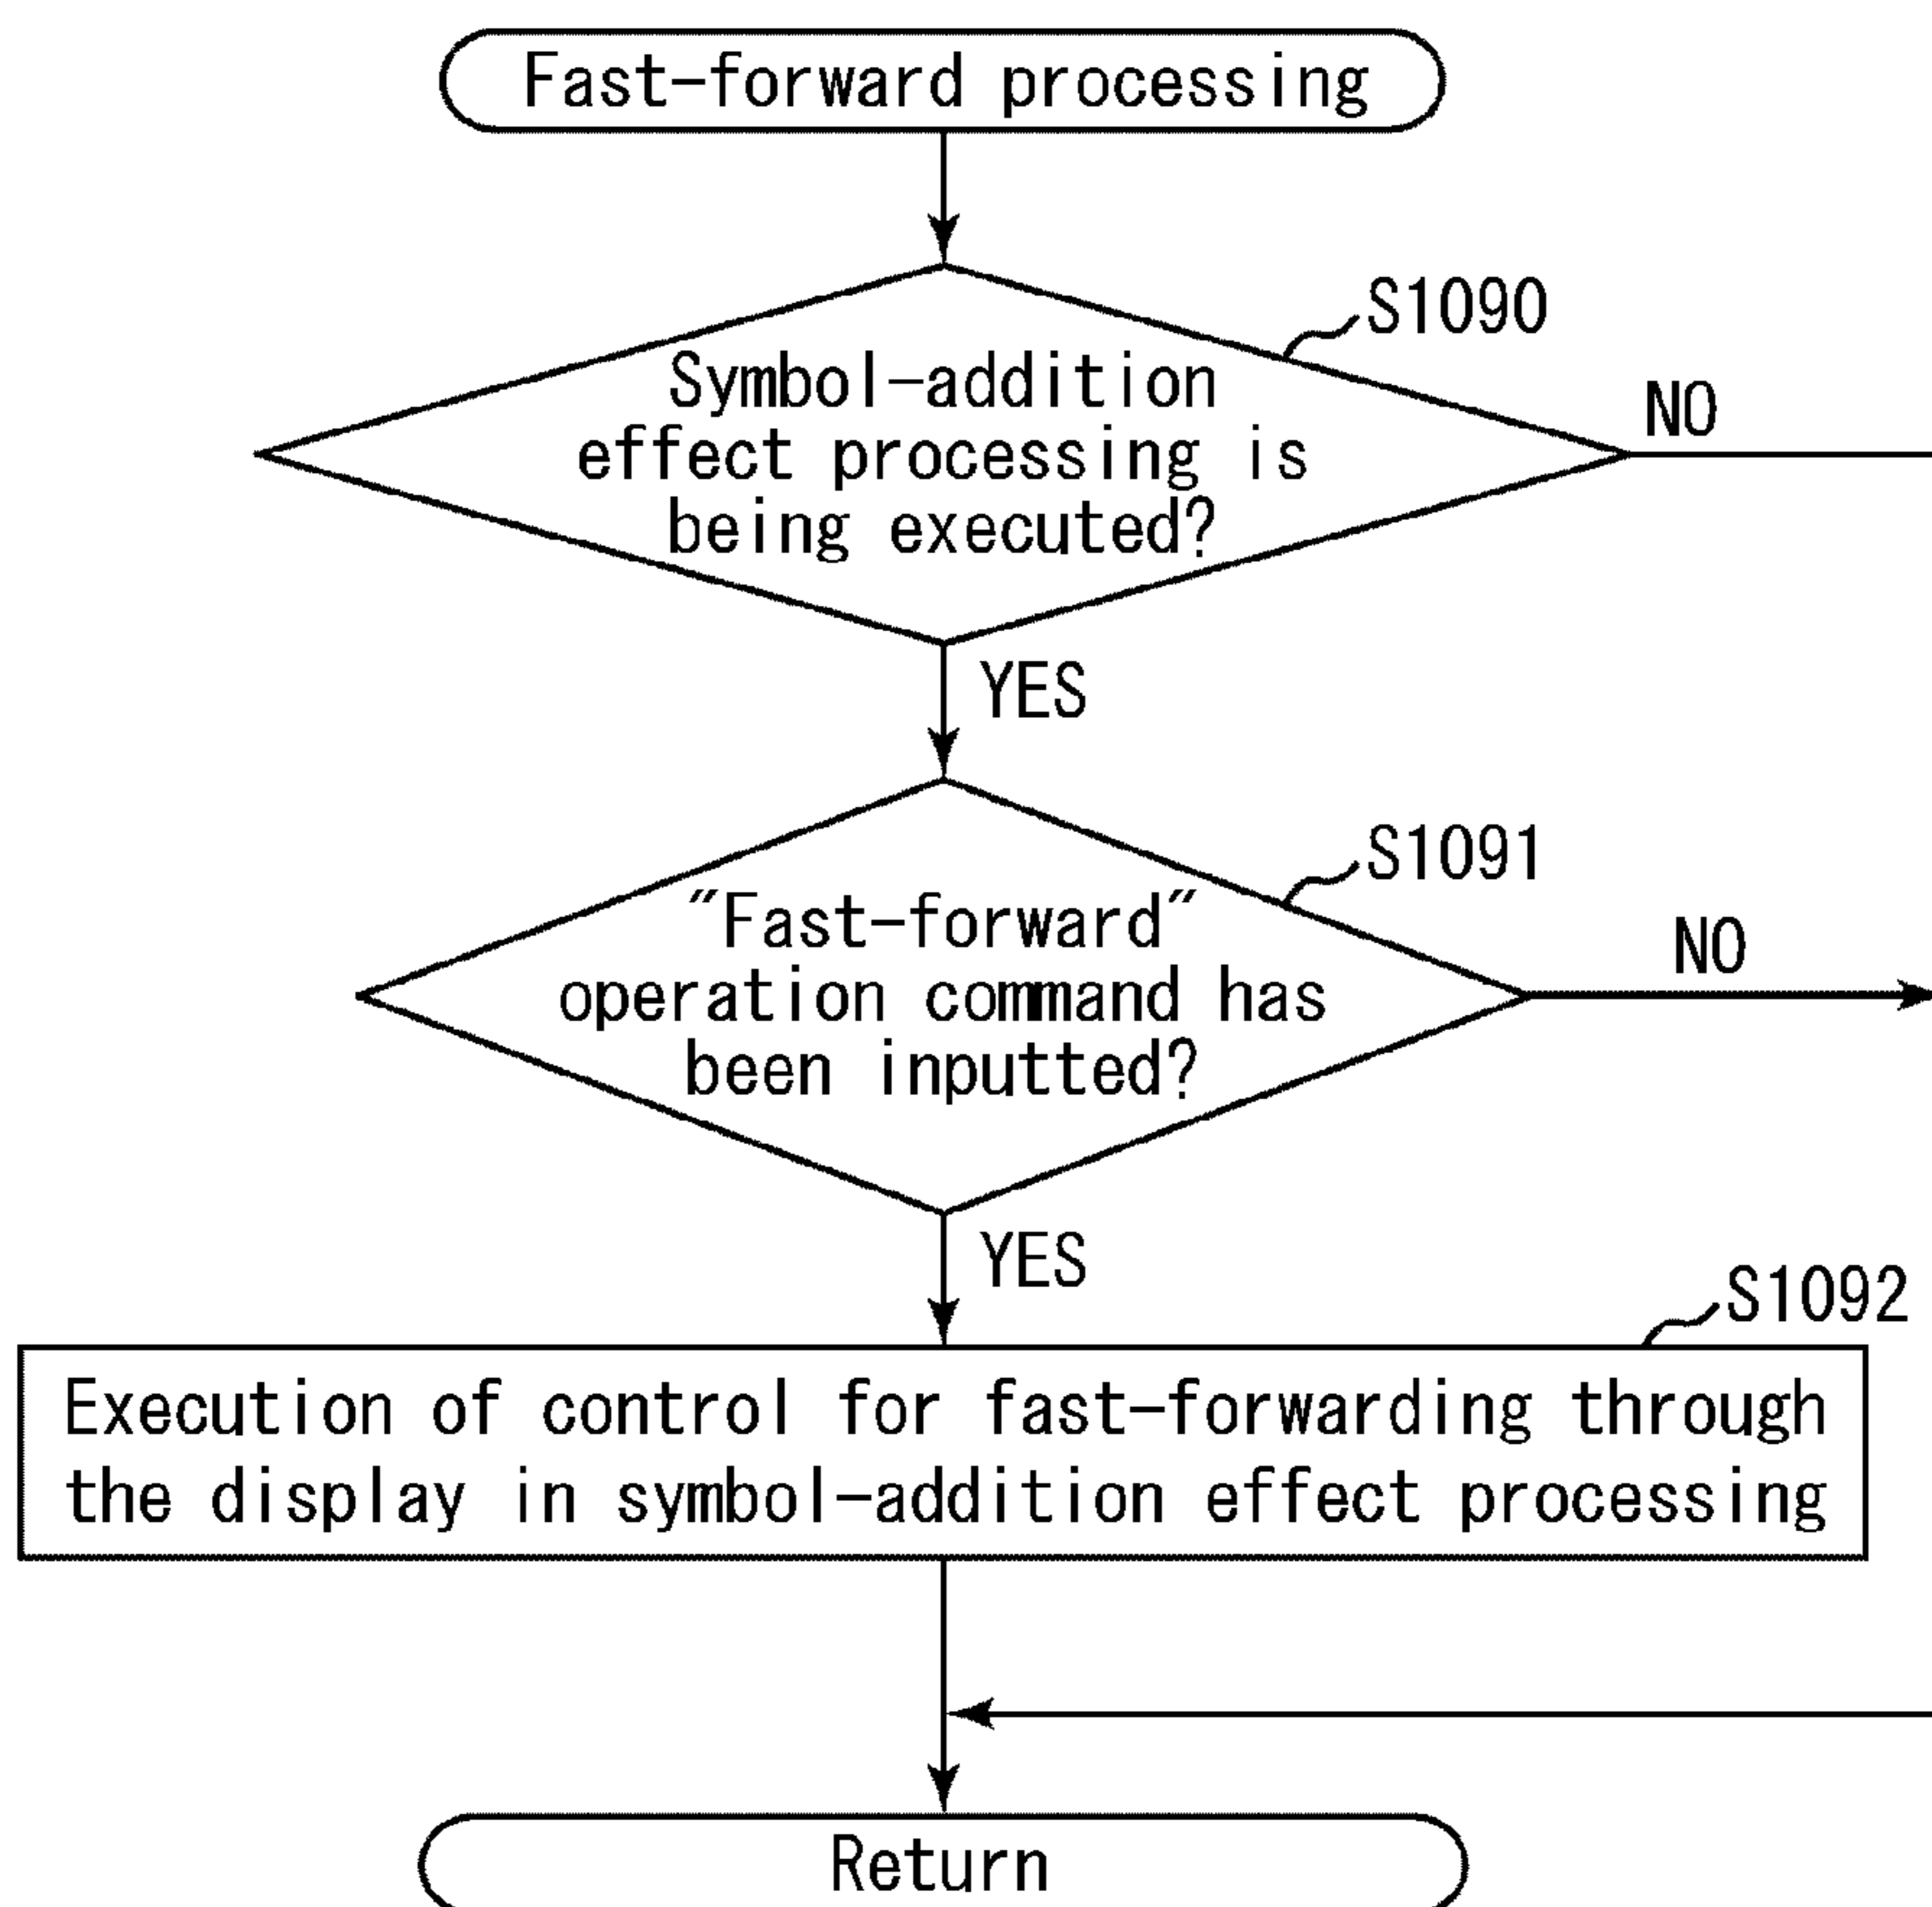 Fast-forward processing
S1090
Symbol-addition
effect processing is
being executed?
NO
YES
S1091
"Fast-forward"
operation command has
been inputted?
NO
YES
S1092
Execution of control for fast-forwarding through
the display in symbol-addition effect processing
Return